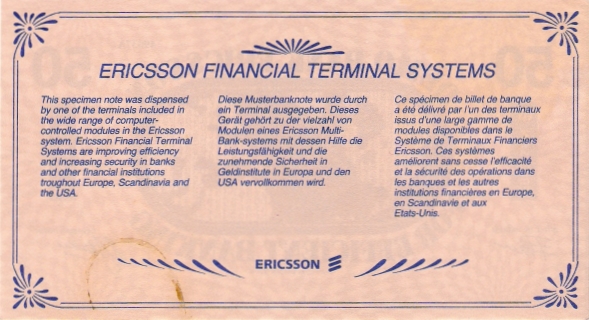 ERICSSON FINANCIAL TERMINAL SYSTEMS
This specimen note was dispensed
by one of the terminals included in
the wide range of computer-
controlled modules in the Ericsson
system. Ericsson Financial Terminal
Systems are improving efficiency
and increasing security in banks
and other financial institutions
troughout Europe, Scandinavia and
the USA.
Diese Musterbanknote wurde durch
ein Terminal ausgegeben. Dieses
Gerät gehört zu der vielzahl von
Modulen eines Ericsson Multi-
Bank-systems mit dessen Hilfe die
Leistungsfähigkeit und die
zunehmende Sicherheit in
Geldinstitute in Europa und den
USA vervollkommen wird.
Ce spécimen de billet de banque
a été délivré par l'un des terminaux
issus d'une large gamme de
modules disponibles dans le
Système de Terminaux Financiers
Ericsson. Ces systèmes
améliorent sans cesse l'efficacité
et la sécurité des opérations dans
les banques et les autres
institutions financières en Europe,
en Scandinavie et aux
Etats-Unis.
ERICSSON